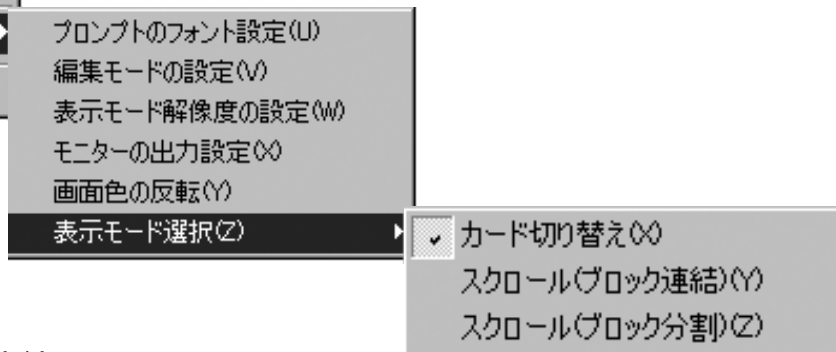 プロンプトのフォント設定(U)
編集モードの設定(V)
表示モード解像度の設定(W)
モニターの出力設定(X)
画面色の反転(Y)
表示モード選択(Z)
カード切り替え(X)
スクロール(ブロック連結)(Y)
スクロール(ブロック分割)(Z)